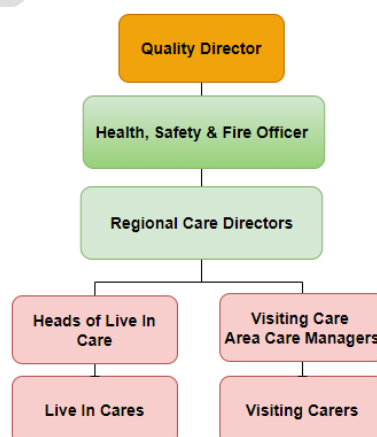 Quality Director
Health, Safety & Fire Officer
Regional Care Directors
Heads of Live In
Care
Visiting Care
Area Care Managers
Live In Cares
Visiting Carers